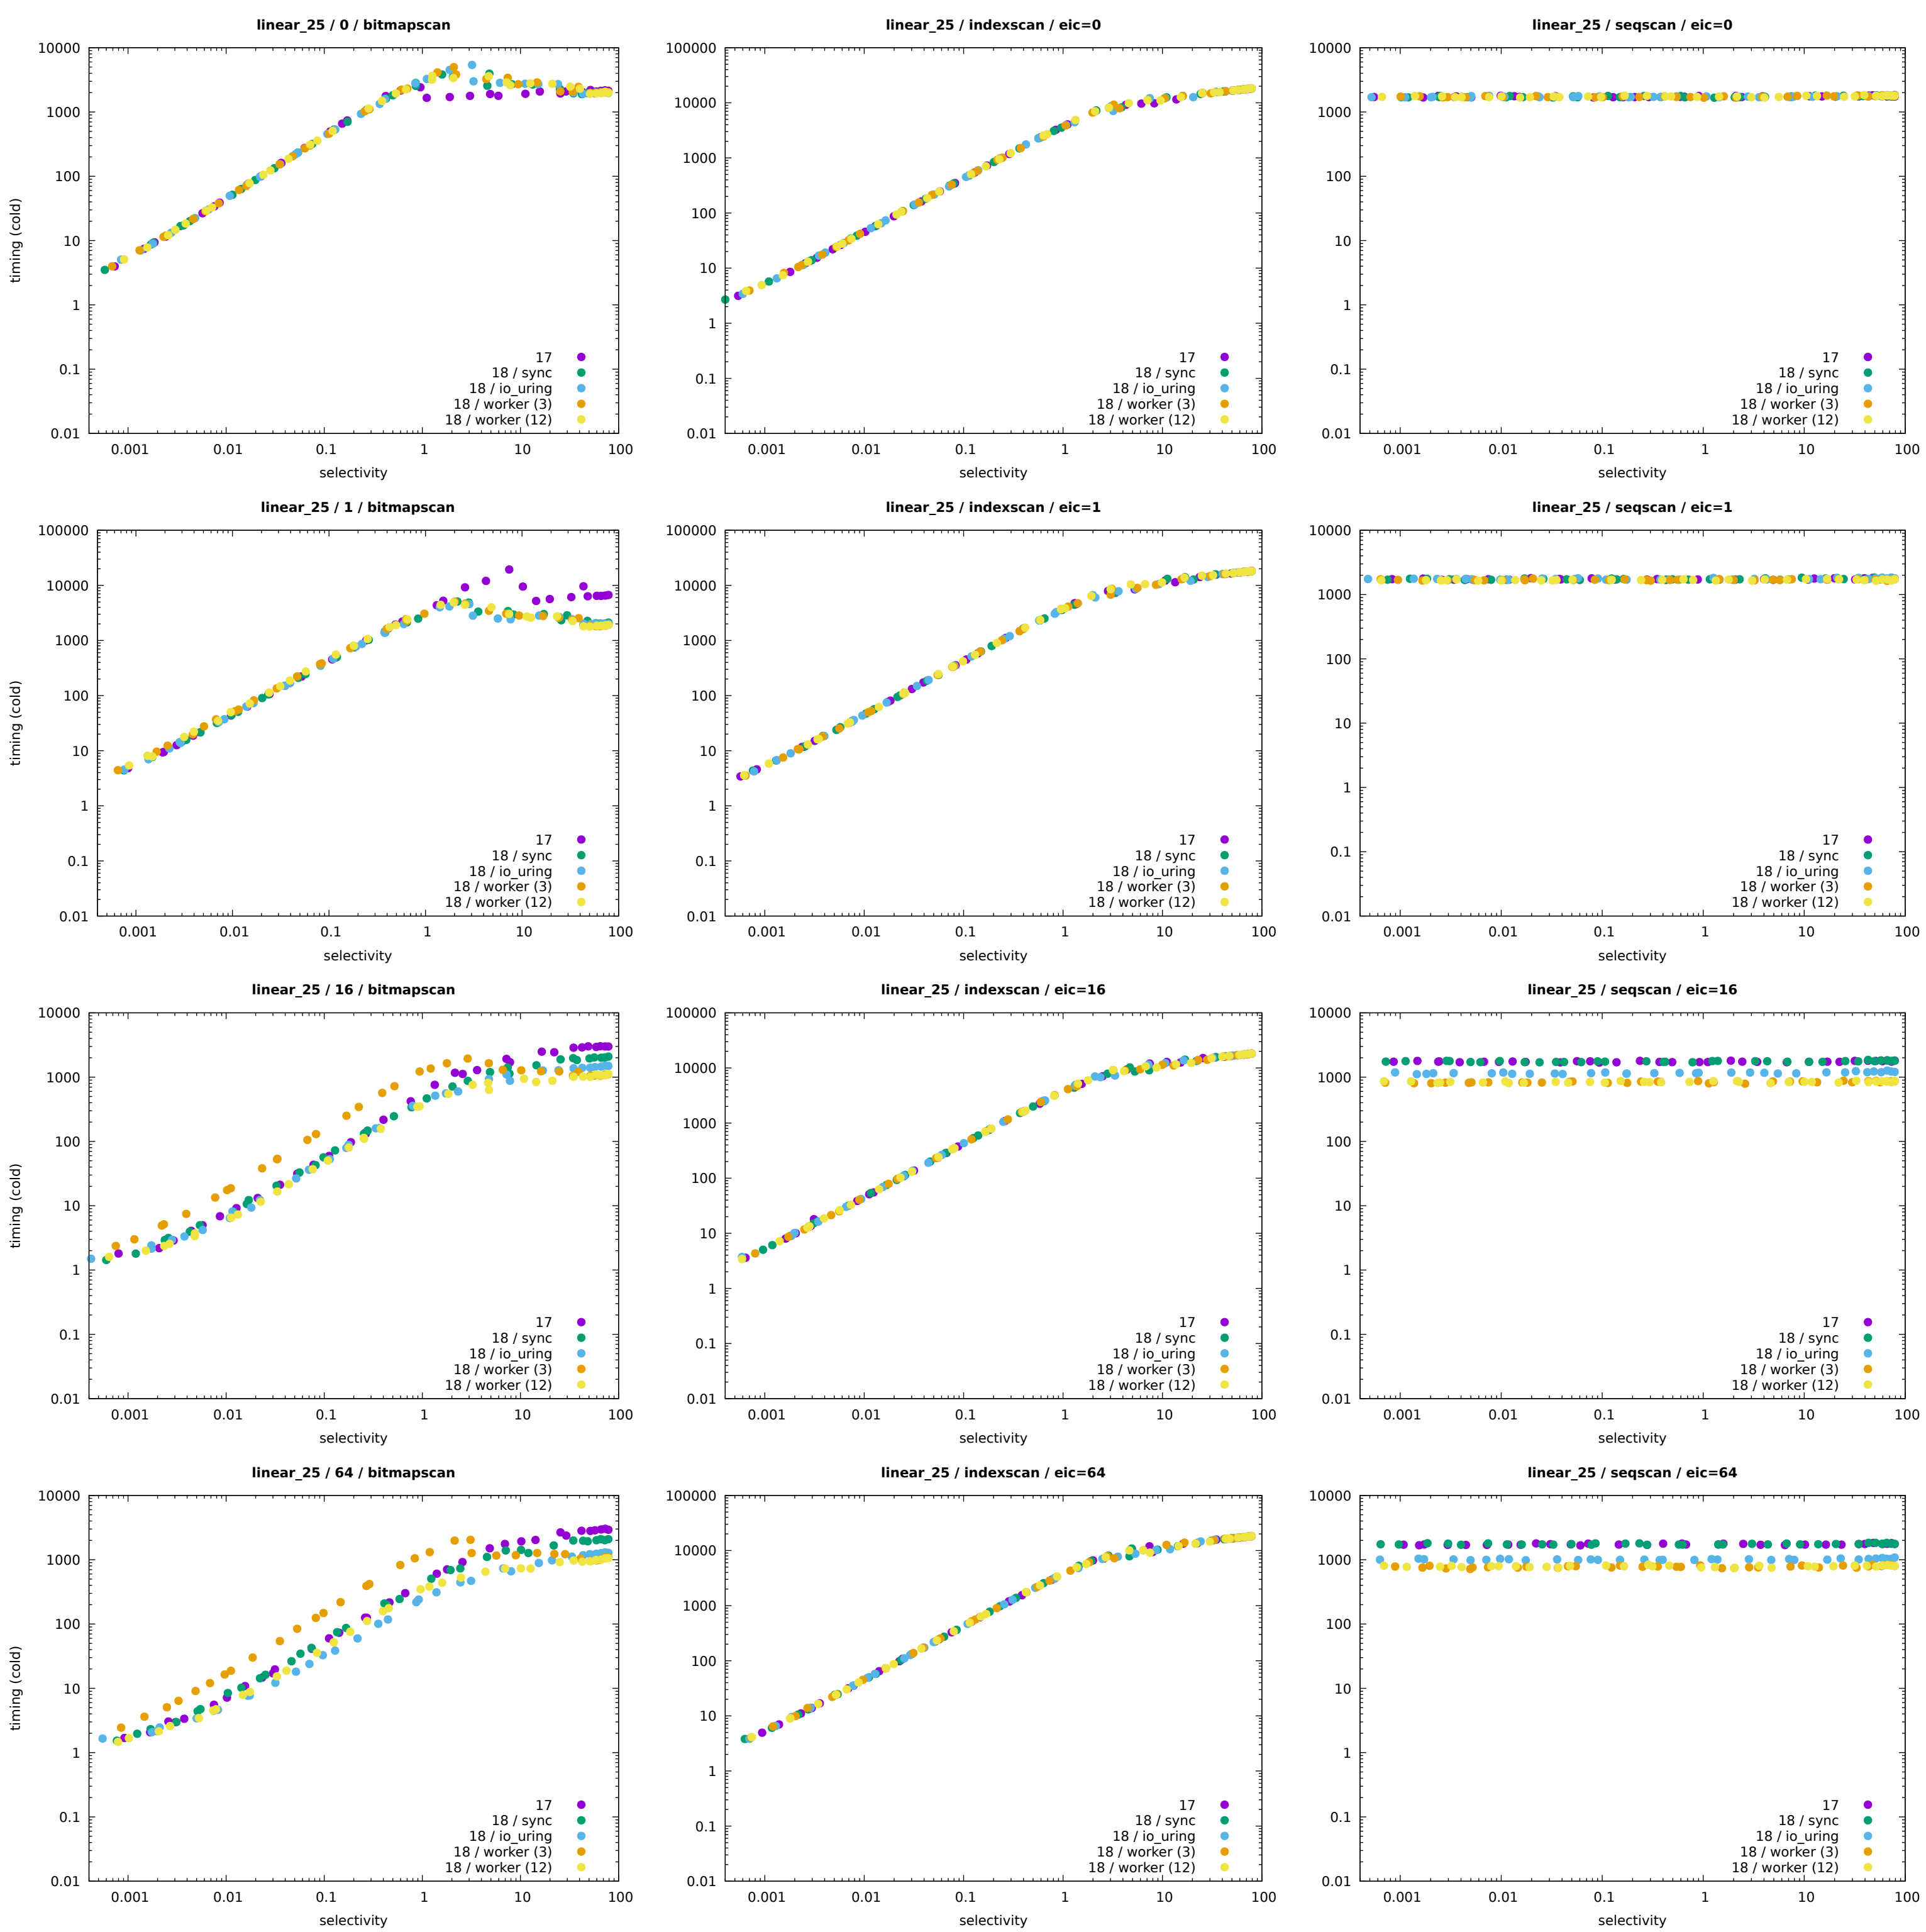 linear_25 / 0 / bitmapscan
10000
1000
100
10
1
0.1
0.01
timing (cold)
17
18 / sync
18 / io_uring
18 / worker (3)
18 / worker (12)
0.001 0.01 0.1 1 10 100
selectivity
linear_25 / indexscan / eic=0
100000
10000
1000
100
10
1
0.1
0.01
17
18 / sync
18 / io_uring
18 / worker (3)
18 / worker (12)
0.001 0.01 0.1 1 10 100
selectivity
linear_25 / seqscan / eic=0
10000
1000
100
10
1
0.1
0.01
17
18 / sync
18 / io_uring
18 / worker (3)
18 / worker (12)
0.001 0.01 0.1 1 10 100
selectivity
linear_25 / 1 / bitmapscan
100000
10000
1000
100
10
1
0.1
0.01
timing (cold)
17
18 / sync
18 / io_uring
18 / worker (3)
18 / worker (12)
0.001 0.01 0.1 1 10 100
selectivity
linear_25 / indexscan / eic=1
100000
10000
1000
100
10
1
0.1
0.01
17
18 / sync
18 / io_uring
18 / worker (3)
18 / worker (12)
0.001 0.01 0.1 1 10 100
selectivity
linear_25 / seqscan / eic=1
10000
1000
100
10
1
0.1
0.01
17
18 / sync
18 / io_uring
18 / worker (3)
18 / worker (12)
0.001 0.01 0.1 1 10 100
selectivity
linear_25 / 16 / bitmapscan
10000
1000
100
10
1
0.1
0.01
timing (cold)
17
18 / sync
18 / io_uring
18 / worker (3)
18 / worker (12)
0.001 0.01 0.1 1 10 100
selectivity
linear_25 / indexscan / eic=16
100000
10000
1000
100
10
1
0.1
0.01
17
18 / sync
18 / io_uring
18 / worker (3)
18 / worker (12)
0.001 0.01 0.1 1 10 100
selectivity
linear_25 / seqscan / eic=16
10000
1000
100
10
1
0.1
0.01
17
18 / sync
18 / io_uring
18 / worker (3)
18 / worker (12)
0.001 0.01 0.1 1 10 100
selectivity
linear_25 / 64 / bitmapscan
10000
1000
100
10
1
0.1
0.01
timing (cold)
17
18 / sync
18 / io_uring
18 / worker (3)
18 / worker (12)
0.001 0.01 0.1 1 10 100
selectivity
linear_25 / indexscan / eic=64
100000
10000
1000
100
10
1
0.1
0.01
17
18 / sync
18 / io_uring
18 / worker (3)
18 / worker (12)
0.001 0.01 0.1 1 10 100
selectivity
linear_25 / seqscan / eic=64
10000
1000
100
10
1
0.1
0.01
17
18 / sync
18 / io_uring
18 / worker (3)
18 / worker (12)
0.001 0.01 0.1 1 10 100
selectivity